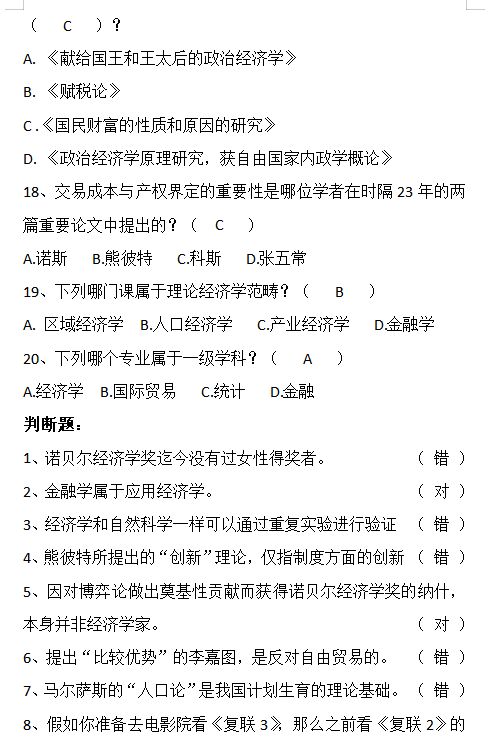 （ C ）？
A. 《献给国王和王太后的政治经济学》
B. 《赋税论》
C .《国民财富的性质和原因的研究》
D. 《政治经济学原理研究，获自由国家内政学概论》
18、交易成本与产权界定的重要性是哪位学者在时隔 23 年的两
篇重要论文中提出的？（ C ）
A.诺斯 B.熊彼特 C.科斯 D.张五常
19、下列哪门课属于理论经济学范畴？（ B ）
A. 区域经济学 B.人口经济学 C.产业经济学 D.金融学
20、下列哪个专业属于一级学科？（ A ）
A.经济学 B.国际贸易 C.统计 D.金融
判断题：
1、诺贝尔经济学奖迄今没有过女性得奖者。 （ 错 ）
2、金融学属于应用经济学。 （ 对 ）
3、经济学和自然科学一样可以通过重复实验进行验证 （ 错 ）
4、熊彼特所提出的“创新”理论，仅指制度方面的创新 （ 错 ）
5、因对博弈论做出奠基性贡献而获得诺贝尔经济学奖的纳什，
本身并非经济学家。 （ 对 ）
6、提出“比较优势”的李嘉图，是反对自由贸易的。 （ 错 ）
7、马尔萨斯的“人口论”是我国计划生育的理论基础。（ 错 ）
8、假如你准备去电影院看《复联 3》，那么之前看《复联 2》的